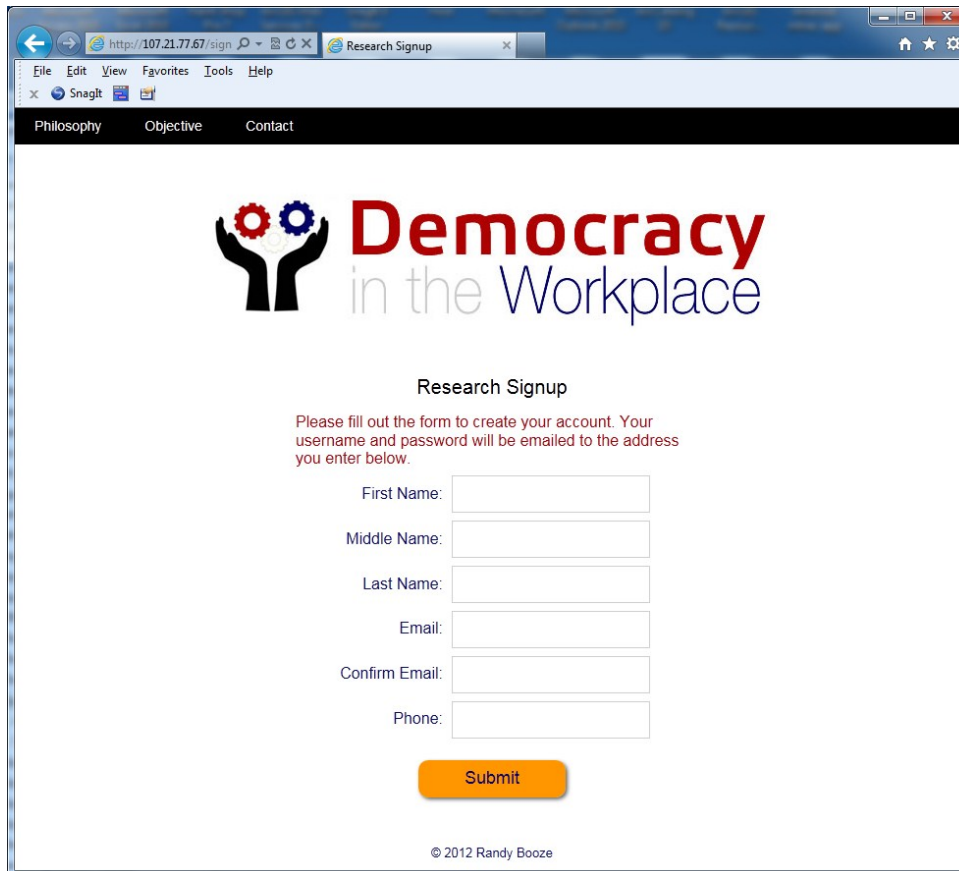 http://107.21.77.67/sign
Research Signup
File Edit View Favorites Tools Help
x SnagIt
Philosophy Objective Contact
Democracy
in the Workplace
Research Signup
Please fill out the form to create your account. Your
username and password will be emailed to the address
you enter below.
First Name:
Middle Name:
Last Name:
Email:
Confirm Email:
Phone:
Submit
© 2012 Randy Booze